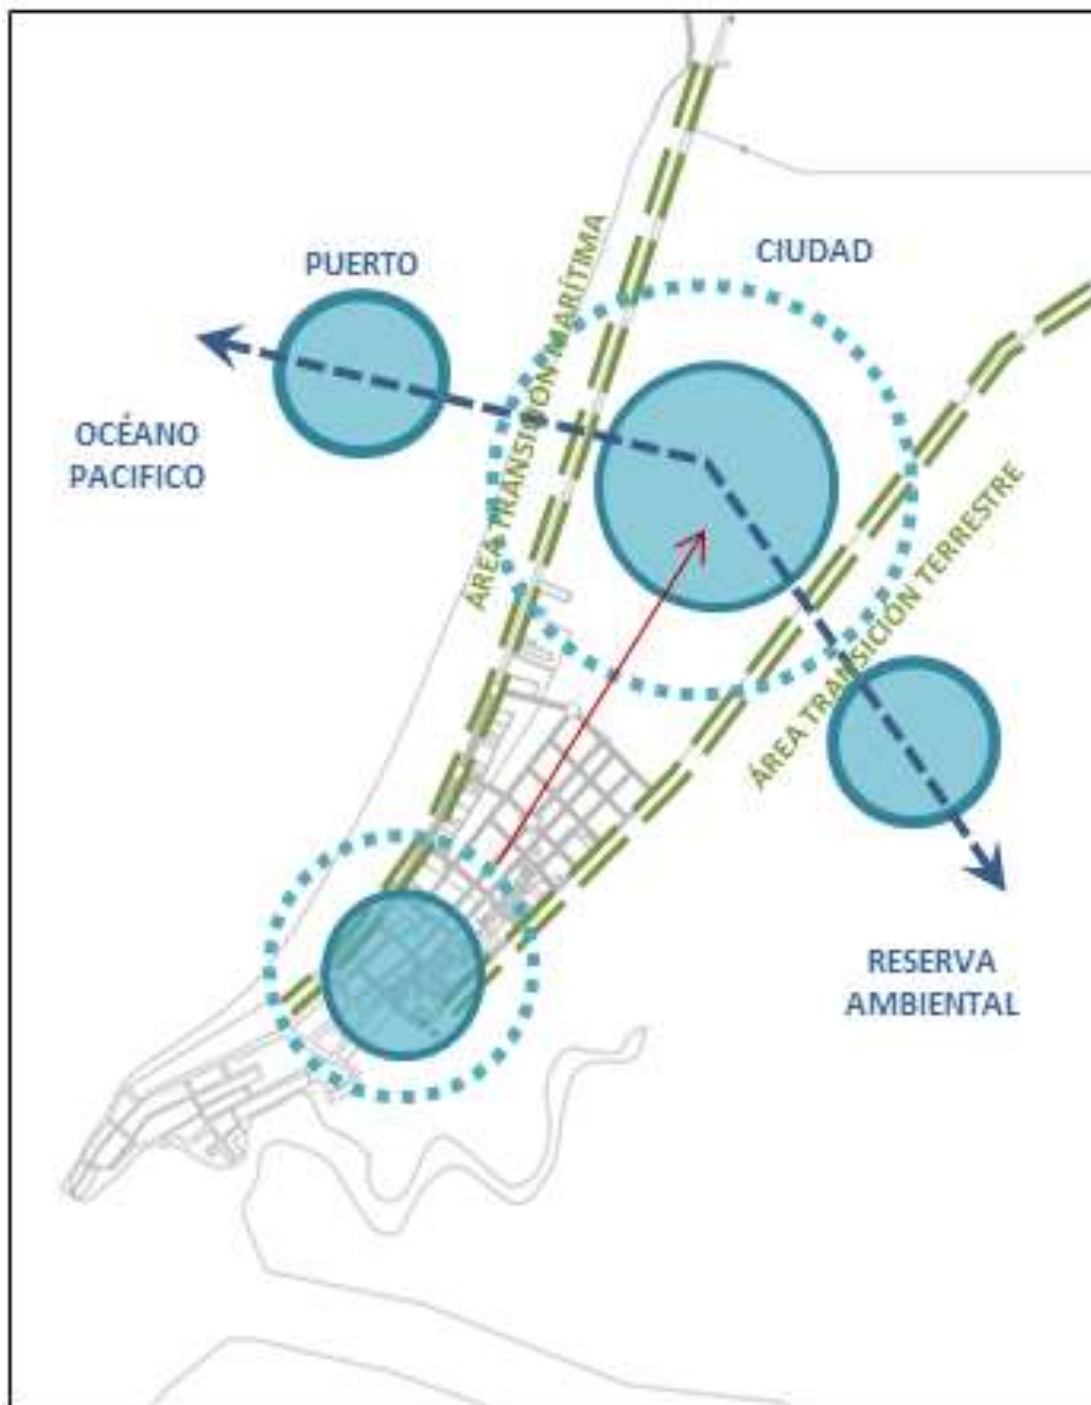 PUERTO
CIUDAD
ÁREA TRANSICIÓN MARÍTIMA
OCÉANO
PACIFICO
ÁREA TRANSICIÓN TERRESTRE
RESERVA
AMBIENTAL